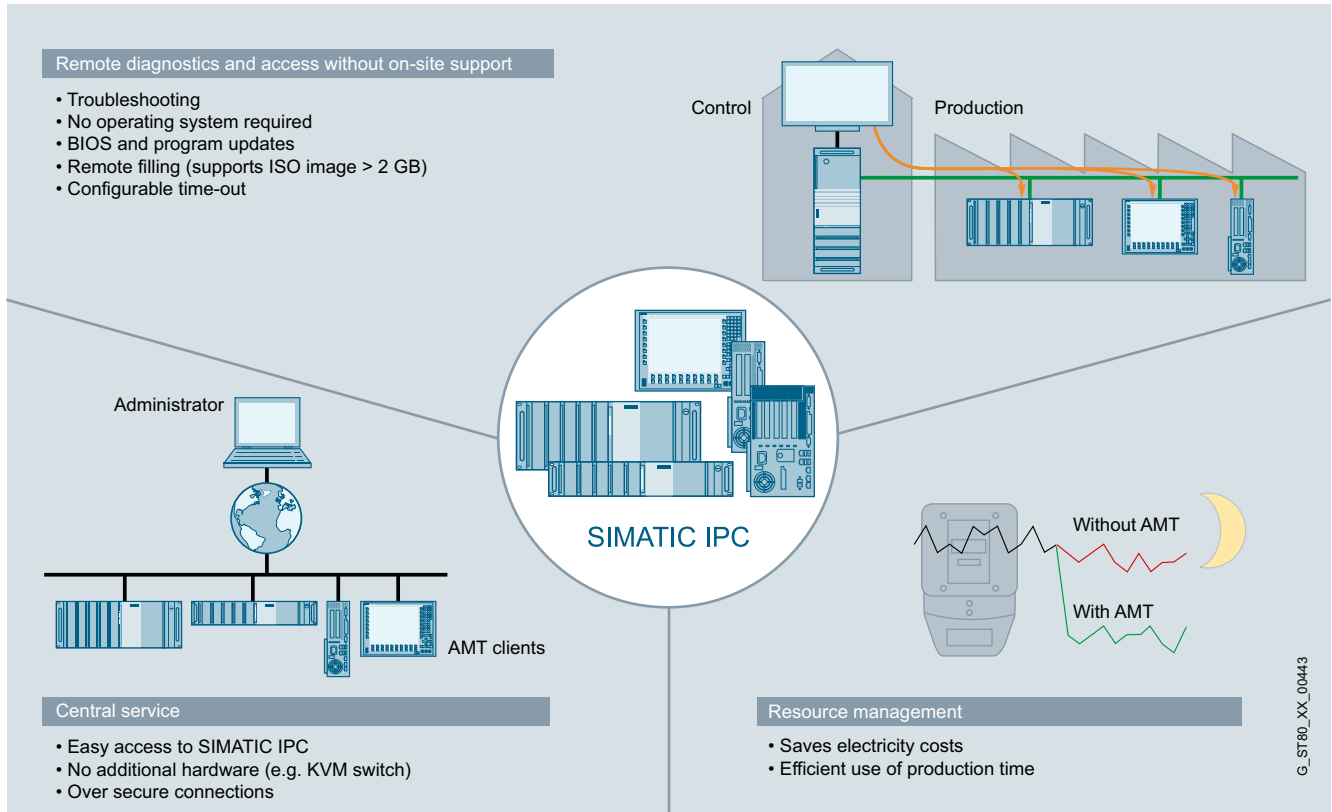 Remote diagnostics and access without on-site support
• Troubleshooting
• No operating system required
• BIOS and program updates
• Remote filling (supports ISO image > 2 GB)
• Configurable time-out
Control
Production
SIMATIC IPC
Administrator
AMT clients
Central service
• Easy access to SIMATIC IPC
• No additional hardware (e.g. KVM switch)
• Over secure connections
Without AMT
With AMT
Resource management
• Saves electricity costs
• Efficient use of production time
G_ST80_XX_00443